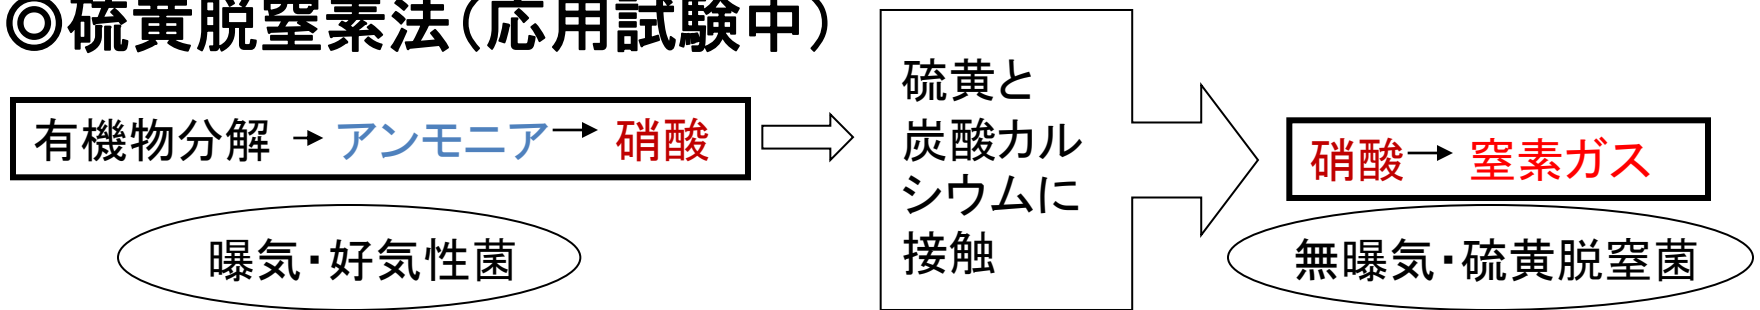 ◎硫黄脱窒素法（応用試験中）
有機物分解 → アンモニア → 硝酸
曝気・好気性菌
硫黄と
炭酸カル
シウムに
接触
硝酸 → 窒素ガス
無曝気・硫黄脱窒菌